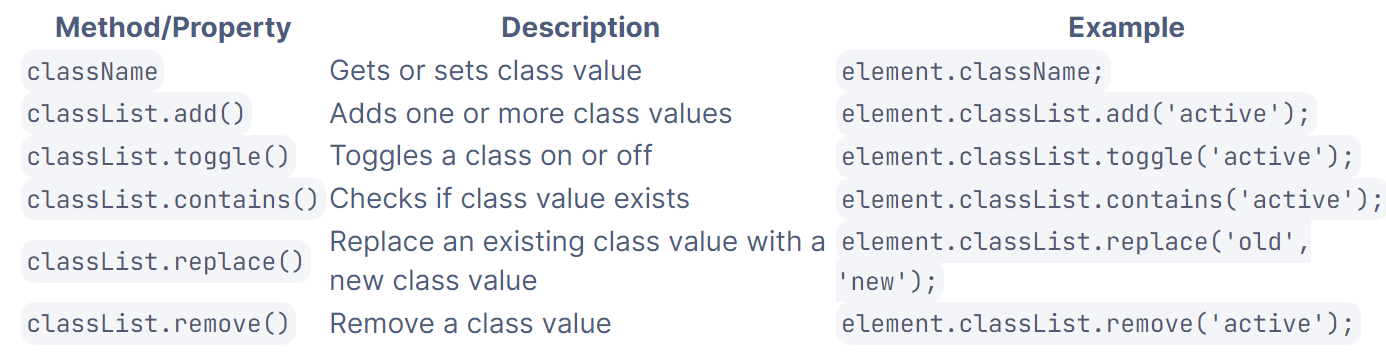 Method/Property Description Example
className Gets or sets class value element.className;
classList.add() Adds one or more class values element.classList.add('active');
classList.toggle() Toggles a class on or off element.classList.toggle('active');
classList.contains() Checks if class value exists element.classList.contains('active');
classList.replace() Replace an existing class value with a element.classList.replace('old',
new class value 'new');
classList.remove() Remove a class value element.classList.remove('active');